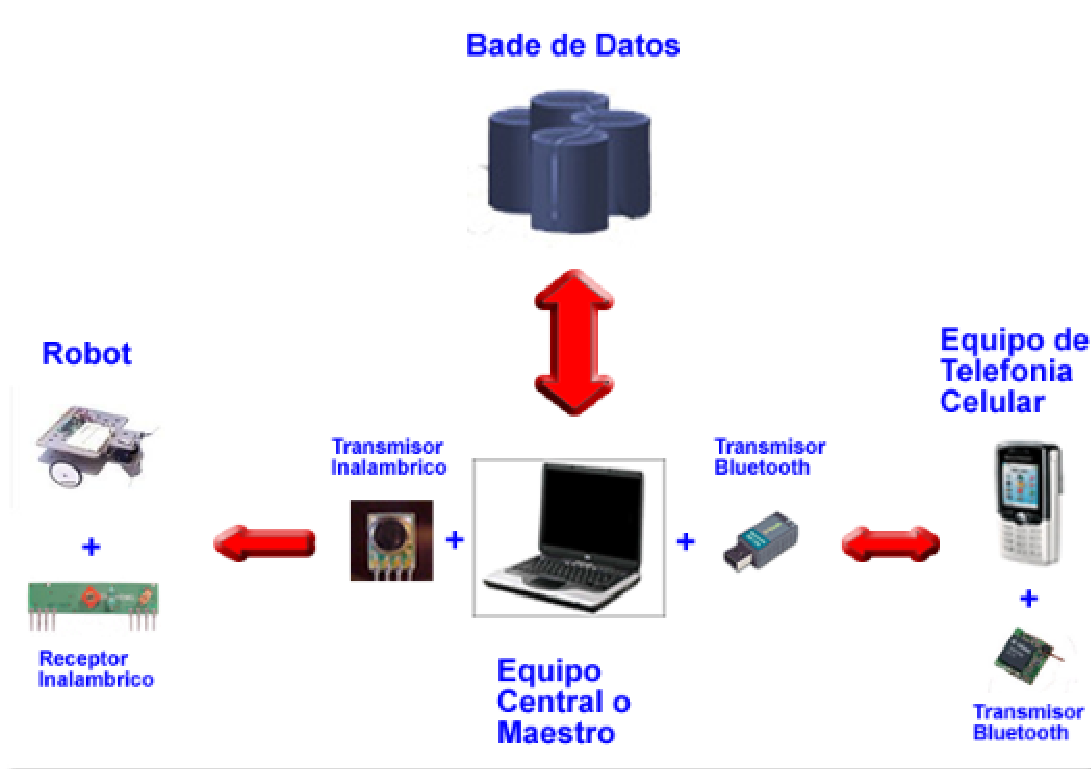 Bade de Datos
Robot
Equipo de
Telefonia
Celular
Transmisor
Inalambrico
Transmisor
Bluetooth
+
+
+
+
Receptor
Inalambrico
Equipo
Central o
Maestro
Transmisor
Bluetooth